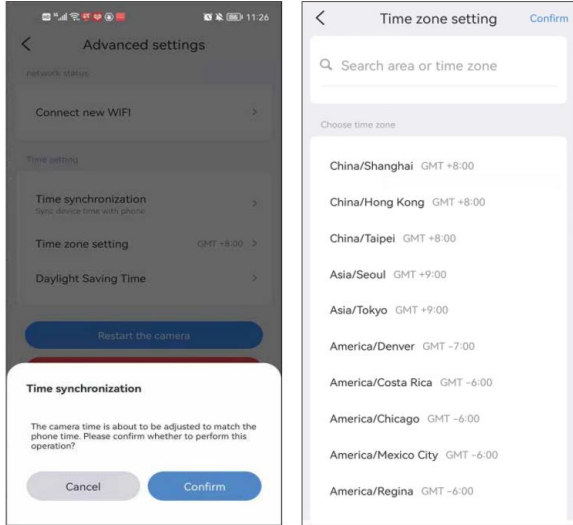 11:26
Advanced settings
network status
Connect new WIFI
Time setting
Time synchronization
Sync device time with phone
Time zone setting GMT +8:00
Daylight Saving Time
Restart the camera
Time synchronization
The camera time is about to be adjusted to match the
phone time. Please confirm whether to perform this
operation?
Cancel Confirm
Time zone setting Confirm
Search area or time zone
Choose time zone
China/Shanghai GMT +8:00
China/Hong Kong GMT +8:00
China/Taipei GMT +8:00
Asia/Seoul GMT +9:00
Asia/Tokyo GMT +9:00
America/Denver GMT -7:00
America/Costa Rica GMT -6:00
America/Chicago GMT -6:00
America/Mexico City GMT -6:00
America/Regina GMT -6:00